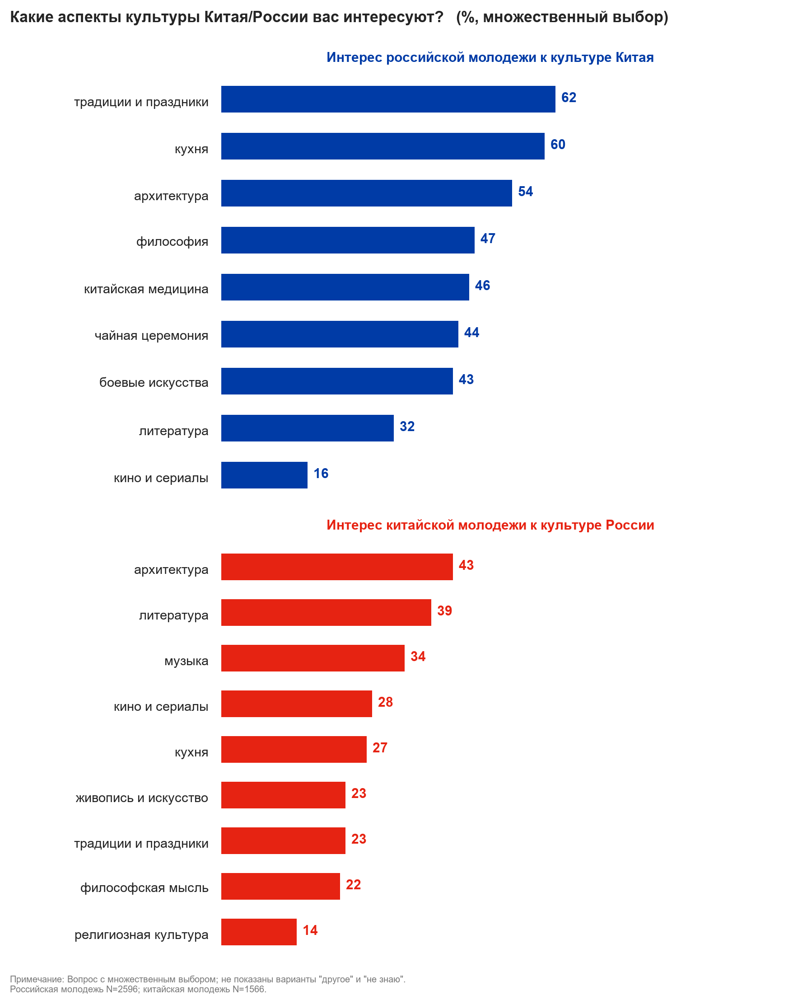 Какие аспекты культуры Китая/России вас интересуют? (%, множественный выбор)
Интерес российской молодежи к культуре Китая
традиции и праздники 62
кухня 60
архитектура 54
философия 47
китайская медицина 46
чайная церемония 44
боевые искусства 43
литература 32
кино и сериалы 16
Интерес китайской молодежи к культуре России
архитектура 43
литература 39
музыка 34
кино и сериалы 28
кухня 27
живопись и искусство 23
традиции и праздники 23
философская мысль 22
религиозная культура 14
Примечание: Вопрос с множественным выбором; не показаны варианты "другое" и "не знаю".
Российская молодежь N=2596; китайская молодежь N=1566.